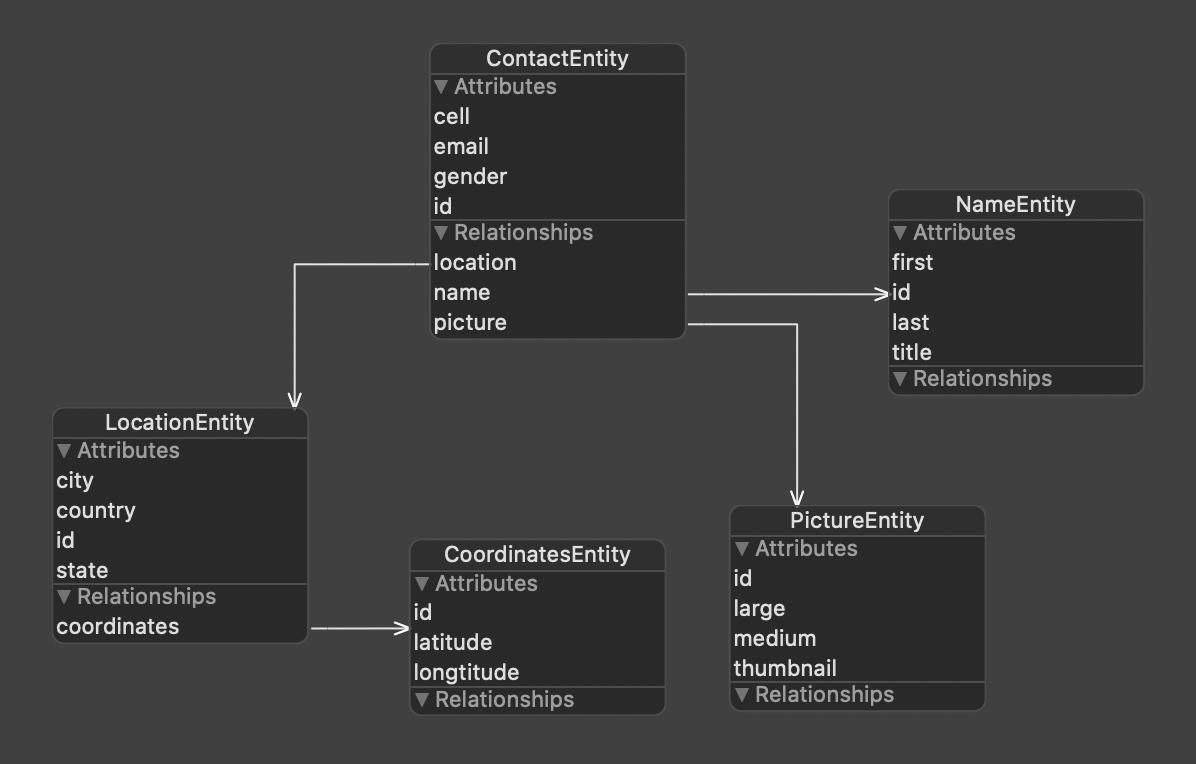 ContactEntity
Attributes
cell
email
gender
id
Relationships
location
name
picture
NameEntity
Attributes
first
id
last
title
Relationships
LocationEntity
Attributes
city
country
id
state
Relationships
coordinates
CoordinatesEntity
Attributes
id
latitude
longtitude
Relationships
PictureEntity
Attributes
id
large
medium
thumbnail
Relationships